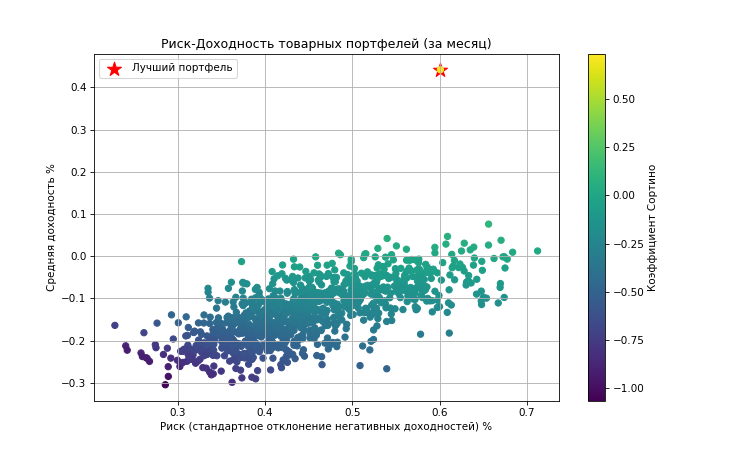 Риск-Доходность товарных портфелей (за месяц)
Лучший портфель
Средняя доходность %
0.4
0.3
0.2
0.1
0.0
−0.1
−0.2
−0.3
0.3 0.4 0.5 0.6 0.7
Риск (стандартное отклонение негативных доходностей) %
0.50
0.25
0.00
−0.25
−0.50
−0.75
−1.00
Коэффициент Сортино